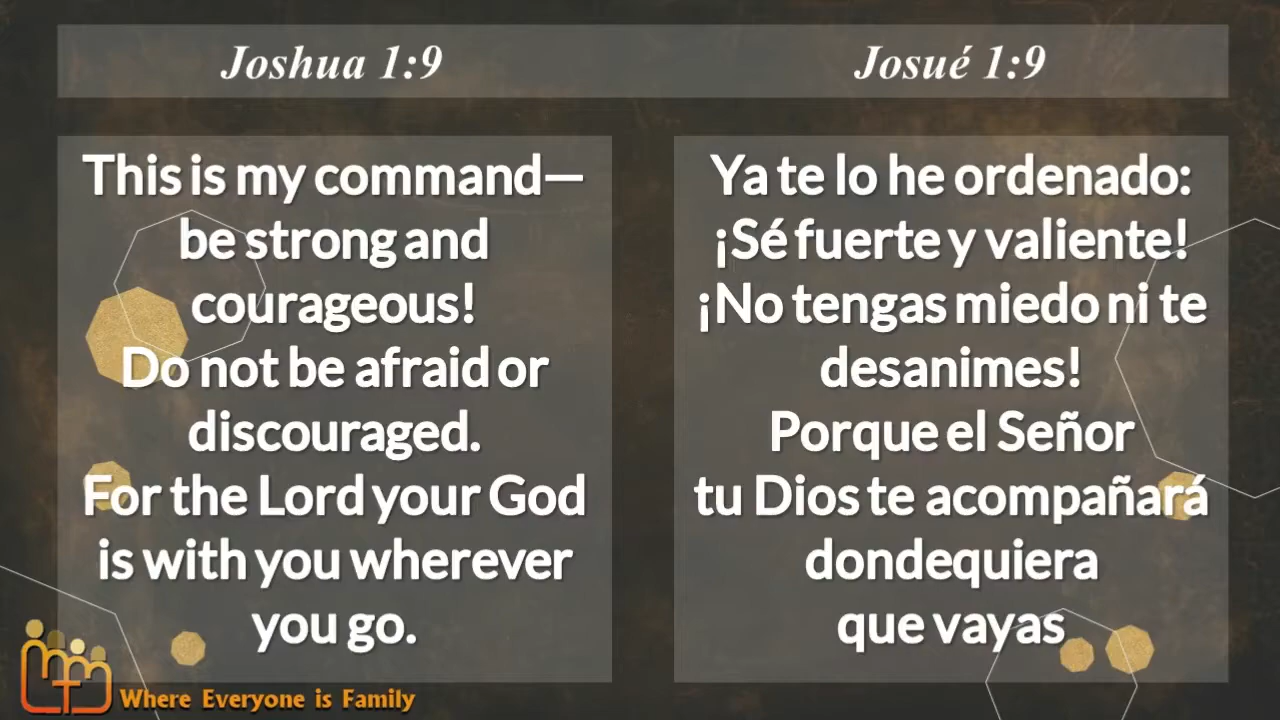 Joshua 1:9
This is my command—
be strong and
courageous!
Do not be afraid or
discouraged.
For the Lord your God
is with you wherever
you go.
Josué 1:9
Ya te lo he ordenado:
¡Sé fuerte y valiente!
¡No tengas miedo ni te
desanimes!
Porque el Señor
tu Dios te acompañará
dondequiera
que vayas
Where Everyone is Family